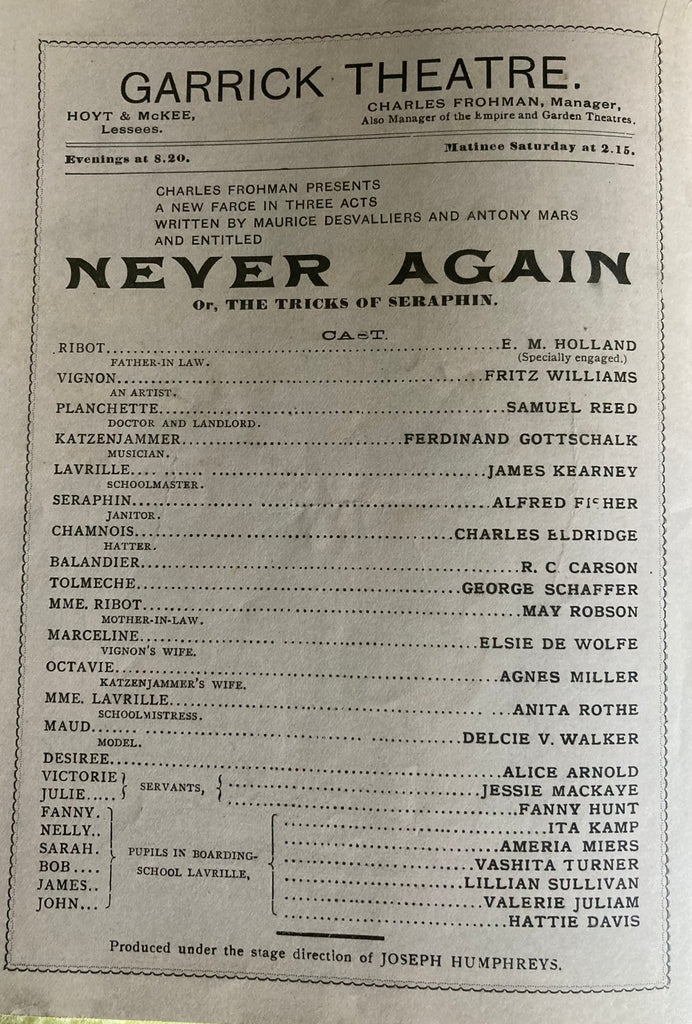 GARRICK THEATRE.
HOYT & McKEE,
Lessees.
CHARLES FROHMAN, Manager,
Also Manager of the Empire and Garden Theatres.
Evenings at 8.20.
Matinee Saturday at 2.15.
CHARLES FROHMAN PRESENTS
A NEW FARCE IN THREE ACTS
WRITTEN BY MAURICE DESVALLIERS AND ANTONY MARS
AND ENTITLED
NEVER AGAIN
Or, THE TRICKS OF SERAPHIN.
CAST.
RIBOT..........E. M. HOLLAND
FATHER-IN LAW. (Specially engaged.)
VIGNON..........FRITZ WILLIAMS
AN ARTIST.
PLANCHETTE..........SAMUEL REED
DOCTOR AND LANDLORD.
KATZENJAMMER..........FERDINAND GOTTSCHALK
MUSICIAN.
LAVRILLE..........JAMES KEARNEY
SCHOOLMASTER.
SERAPHIN..........ALFRED FISHER
JANITOR.
CHAMNOIS..........CHARLES ELDRIDGE
HATTER.
BALANDIER..........R. C. CARSON
TOLMECHE..........GEORGE SCHAFFER
MME. RIBOT..........MAY ROBSON
MOTHER-IN-LAW.
MARCELINE..........ELSIE DE WOLFE
VIGNON'S WIFE.
OCTAVIE..........AGNES MILLER
KATZENJAMMER'S WIFE.
MME. LAVRILLE..........ANITA ROTHE
SCHOOLMISTRESS.
MAUD..........DELCIE V. WALKER
MODEL.
DESIREE..........ALICE ARNOLD
VICTORIE
JULIE.....
SERVANTS,
JESSIE MACKAYE
FANNY HUNT
FANNY.
NELLY..
SARAH.
BOB....
JAMES..
JOHN...
PUPILS IN BOARDING-
SCHOOL LAVRILLE,
ITA KAMP
AMERIA MIERS
VASHITA TURNER
LILLIAN SULLIVAN
VALERIE JULIAM
HATTIE DAVIS
Produced under the stage direction of JOSEPH HUMPHREYS.